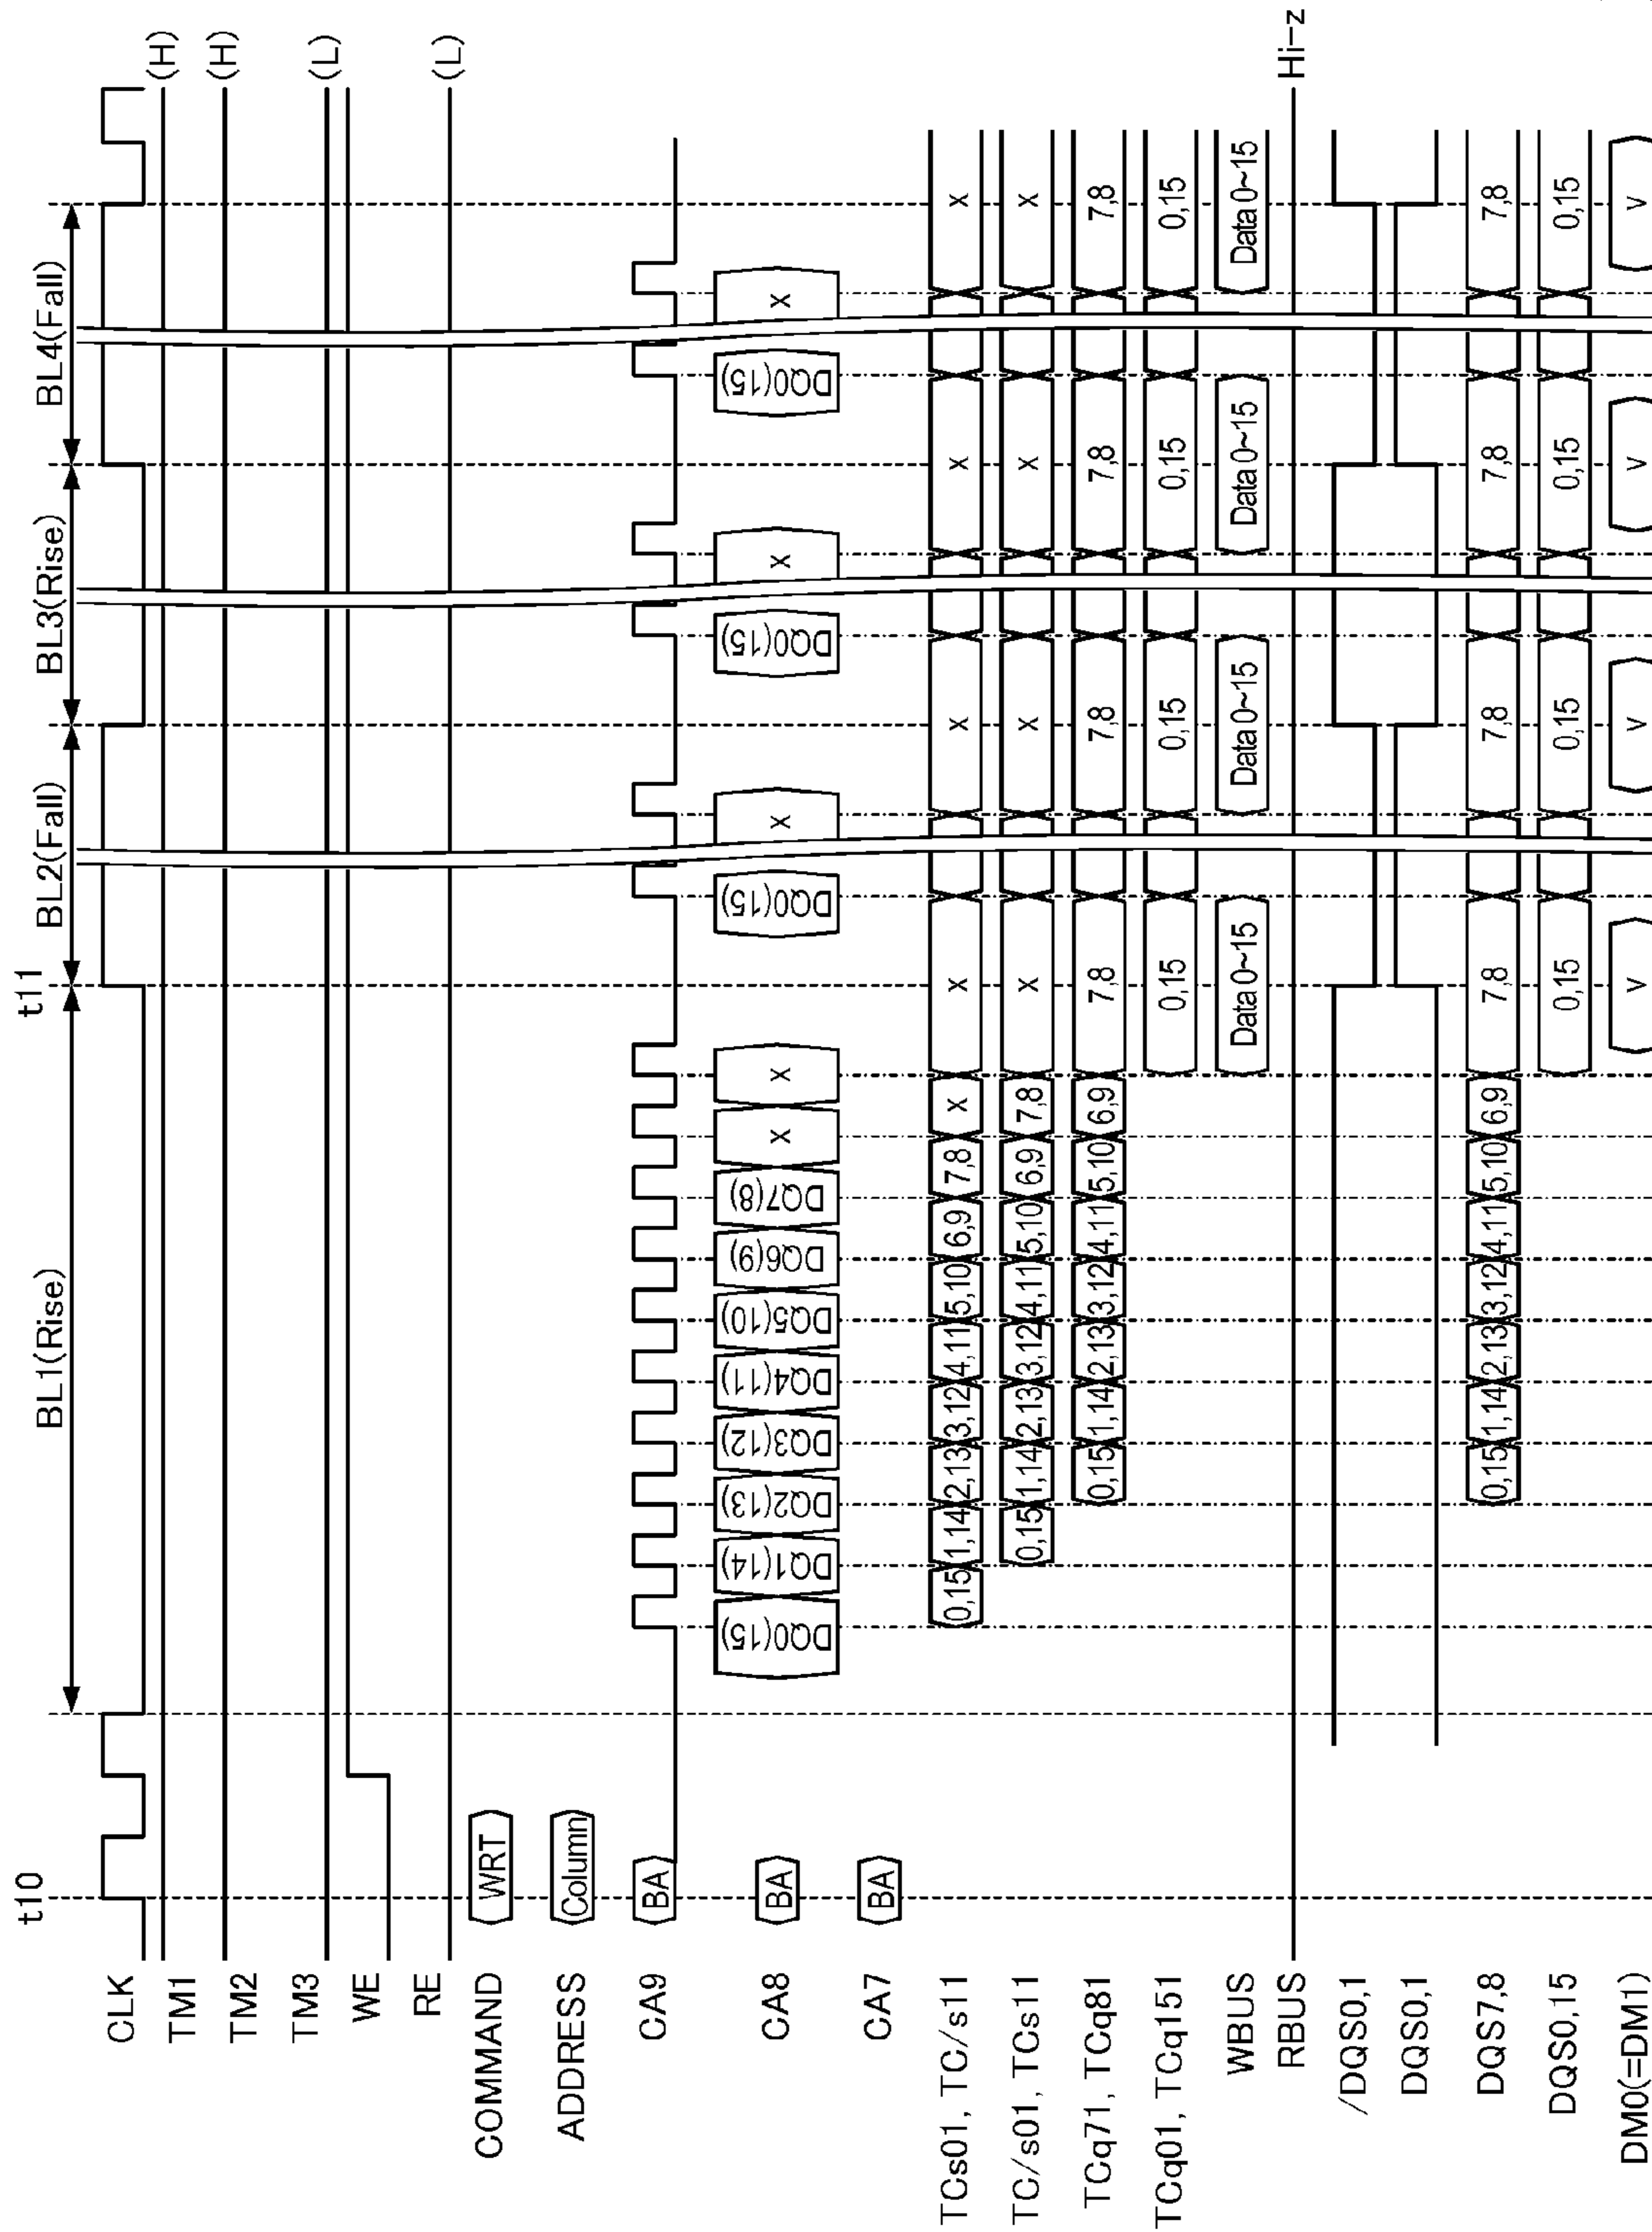 t10 t11
BL1(Rise) BL2(Fall) BL3(Rise) BL4(Fall)
CLK
TM1 (H)
TM2 (H)
TM3 (L)
WE
RE (L)
COMMAND WRT
ADDRESS Column
CA9 BA
CA8 BA DQ0(15) DQ1(14) DQ2(13) DQ3(12) DQ4(11) DQ5(10) DQ6(9) DQ7(8) x x DQ0(15) x DQ0(15) x DQ0(15) x
CA7 BA
TCs01, TC/s11 0,15 1,14 2,13 3,12 4,11 5,10 6,9 7,8 x x x x x
TC/s01, TCs11 0,15 1,14 2,13 3,12 4,11 5,10 6,9 7,8 x x x x
TCq71, TCq81 0,15 1,14 2,13 3,12 4,11 5,10 6,9 7,8 7,8 7,8 7,8
TCq01, TCq151 0,15 0,15 0,15 0,15
WBUS Data 0~15 Data 0~15 Data 0~15 Data 0~15
RBUS Hi-z
/DQS0,1
DQS0,1
DQS7,8 0,15 1,14 2,13 3,12 4,11 5,10 6,9 7,8 7,8 7,8 7,8
DQS0,15 0,15 0,15 0,15 0,15
DM0(=DM1) v v v v